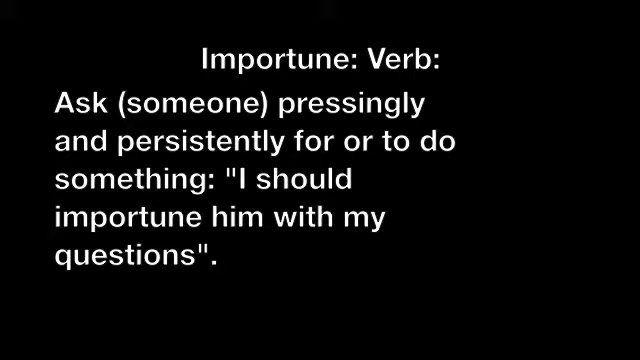 Importune: Verb:
Ask (someone) pressingly
and persistently for or to do
something: "I should
importune him with my
questions".